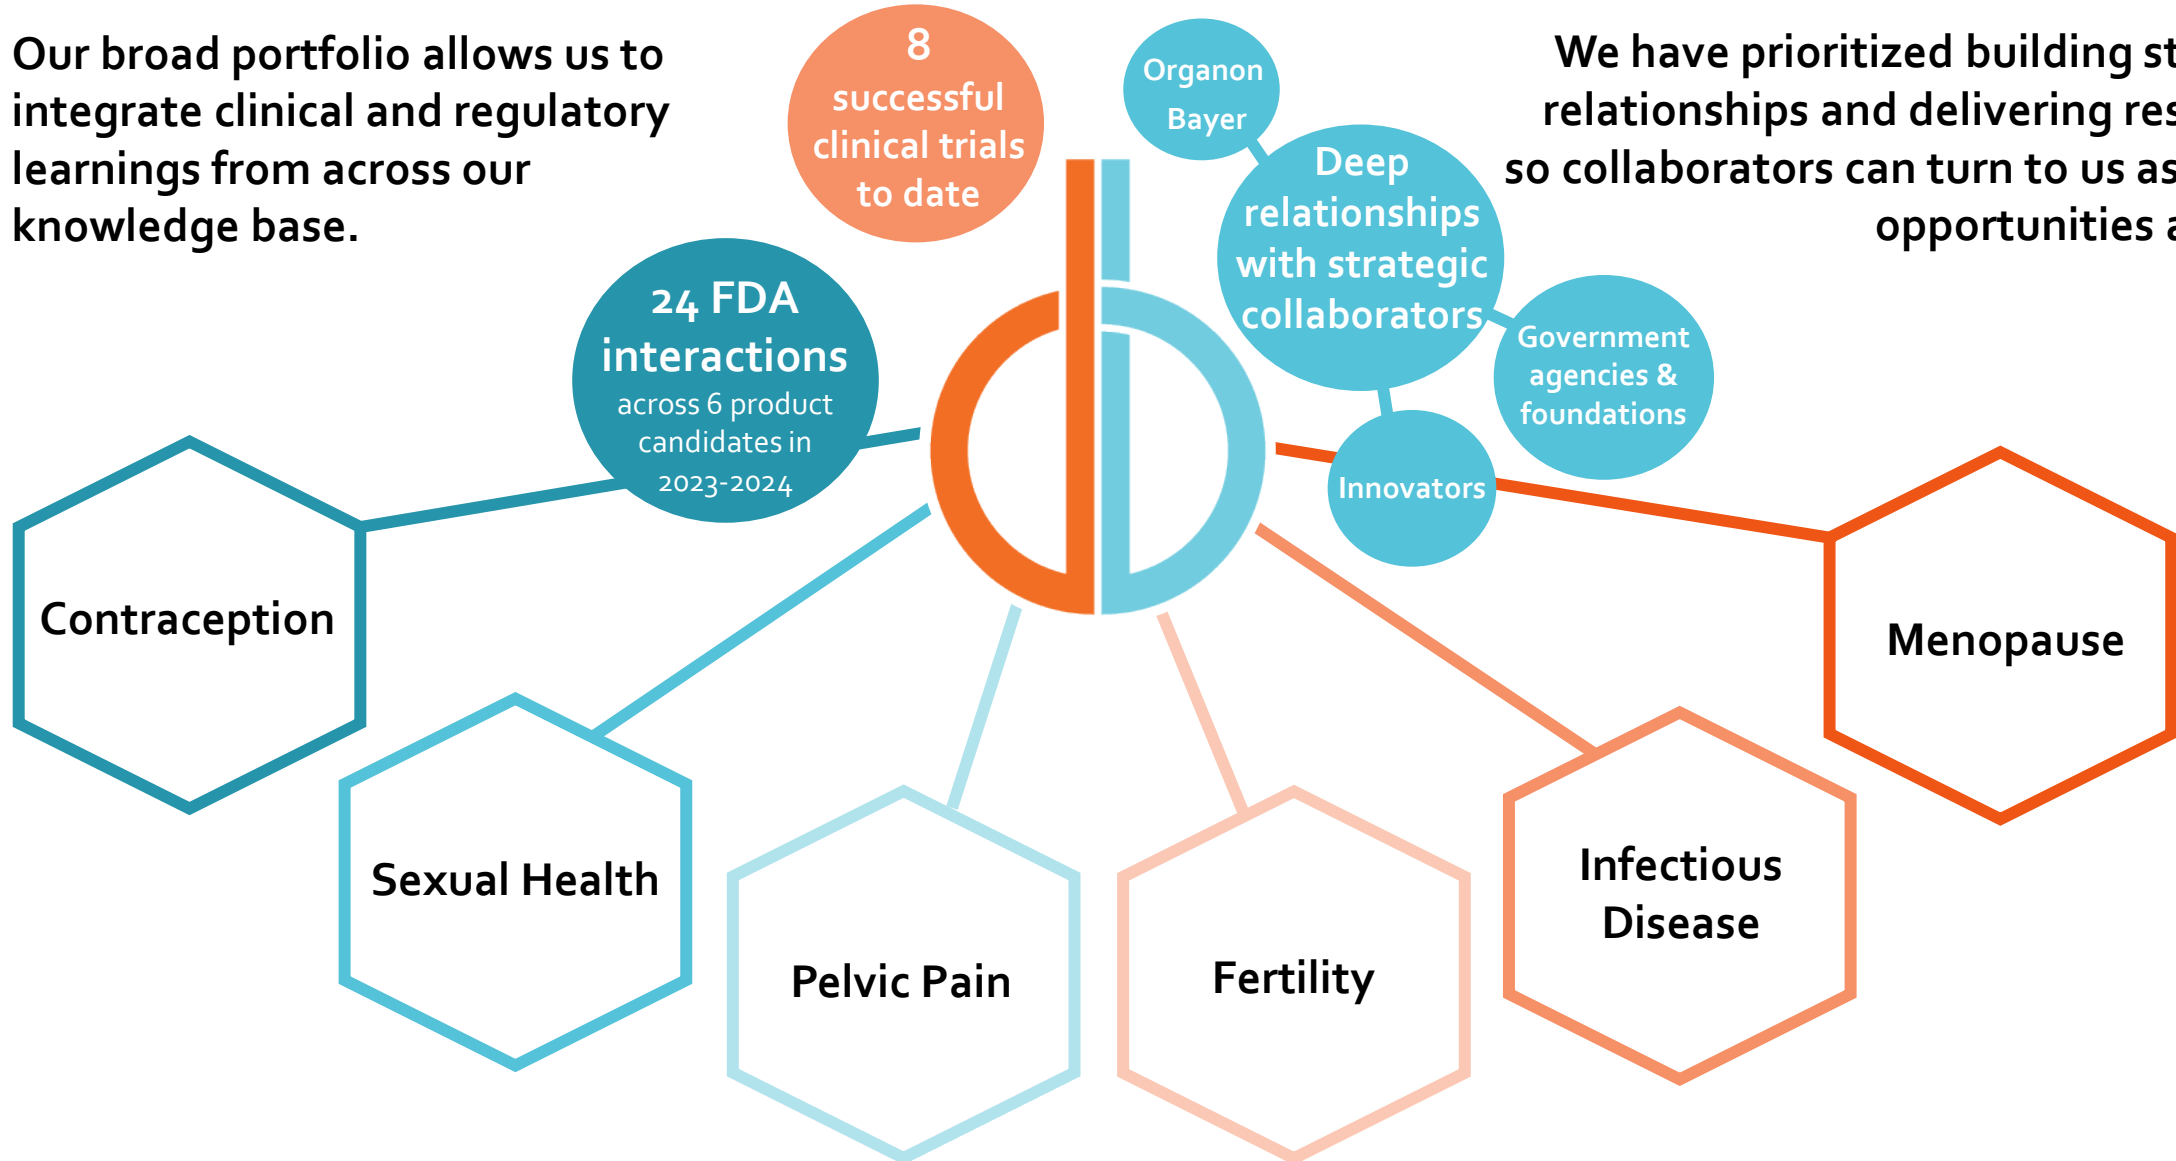 Our broad portfolio allows us to
integrate clinical and regulatory
learnings from across our
knowledge base.
8
successful
clinical trials
to date
Organon
Bayer
Deep
relationships
with strategic
collaborators
We have prioritized building
relationships and delivering
so collaborators can turn to us as
opportunities
24 FDA
interactions
across 6 product
candidates in
2023-2024
Government
agencies &
foundations
Innovators
Contraception
Menopause
Sexual Health
Infectious
Disease
Pelvic Pain
Fertility